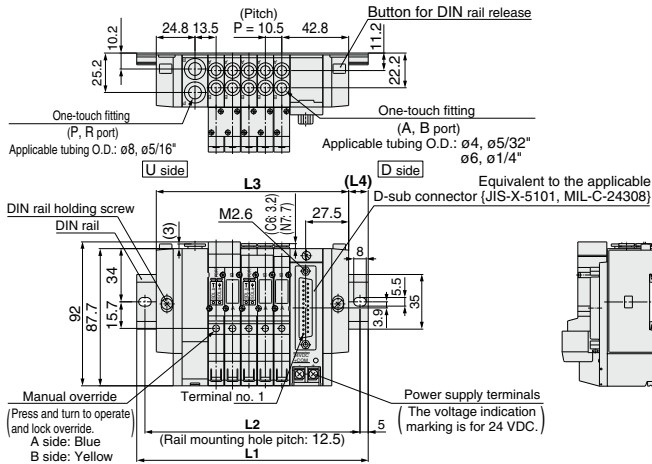 (Pitch)
24.8 13.5 P = 10.5 42.8
Button for DIN rail release
10.2
25.2
11.2
22.2
One-touch fitting
(P, R port)
Applicable tubing O.D.: ø8, ø5/16"
One-touch fitting
(A, B port)
Applicable tubing O.D.: ø4, ø5/32"
ø6, ø1/4"
U side
D side
L3
(L4)
Equivalent to the applicable
D-sub connector {JIS-X-5101, MIL-C-24308}
DIN rail holding screw
DIN rail
(3)
M2.6
(C6: 3.2)
(N7: 7)
27.5
8
5.5
3.9
35
92
87.7
34
15.7
Manual override
(Press and turn to operate
and lock override.)
A side: Blue
B side: Yellow
Terminal no. 1
Power supply terminals
(The voltage indication
marking is for 24 VDC.)
L2
(Rail mounting hole pitch: 12.5)
5
L1